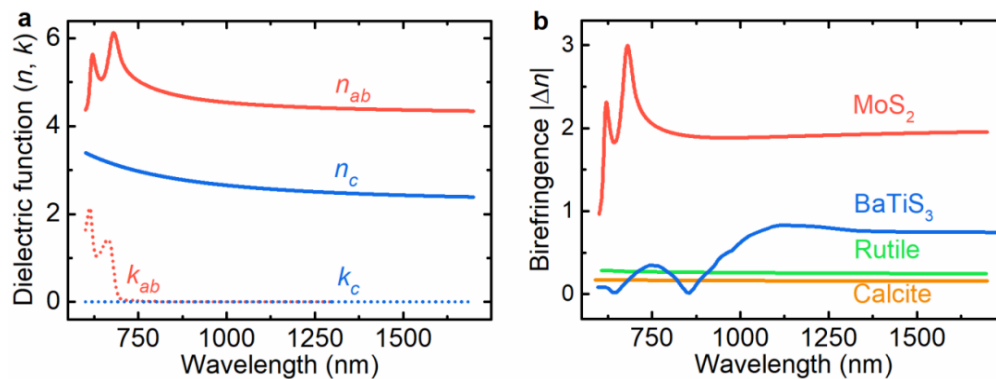 a
Dielectric function (n, k)
6
4
2
0
n_ab
n_c
k_ab
k_c
750
1000
1250
1500
Wavelength (nm)
b
Birefringence |Δn|
3
2
1
0
MoS₂
BaTiS₃
Rutile
Calcite
750
1000
1250
1500
Wavelength (nm)